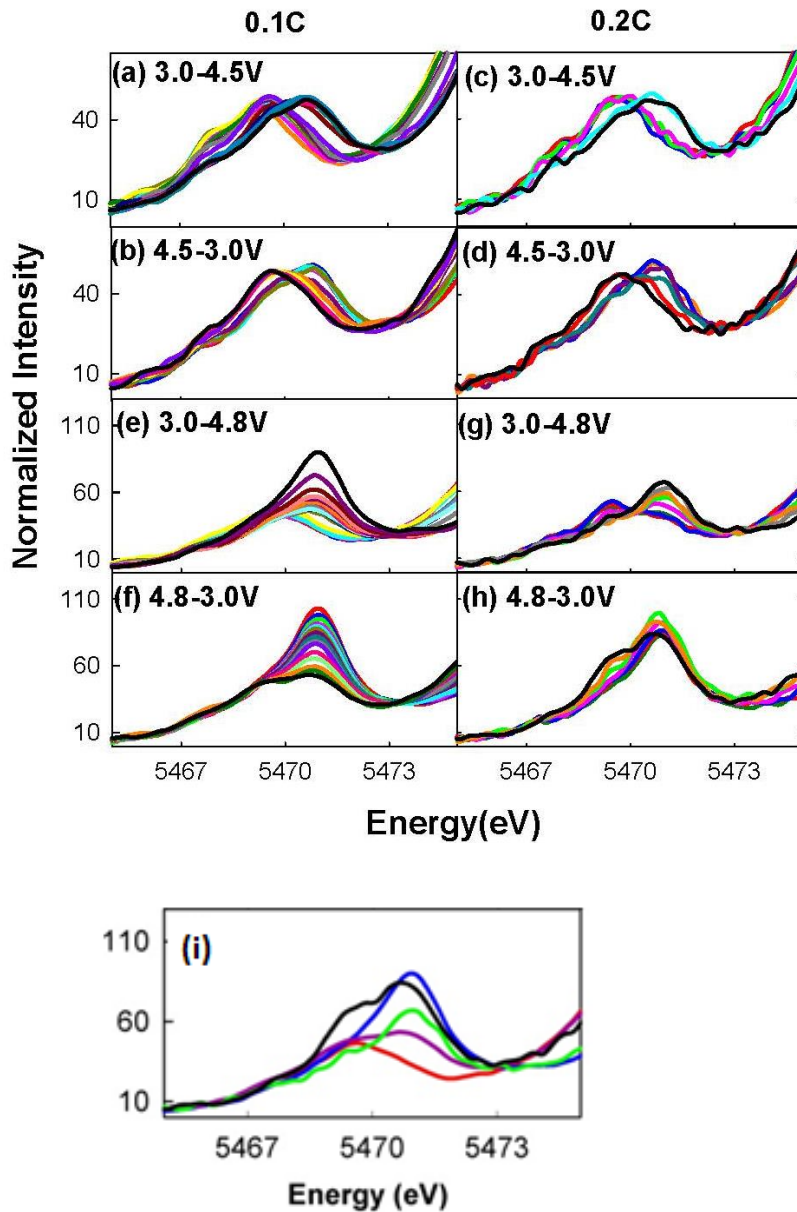 0.1C 0.2C
(a) 3.0-4.5V (c) 3.0-4.5V
40
10
(b) 4.5-3.0V (d) 4.5-3.0V
40
10
(e) 3.0-4.8V (g) 3.0-4.8V
110
60
10
(f) 4.8-3.0V (h) 4.8-3.0V
110
60
10
Normalized Intensity
5467 5470 5473 5467 5470 5473
Energy(eV)
(i)
110
60
10
5467 5470 5473
Energy (eV)